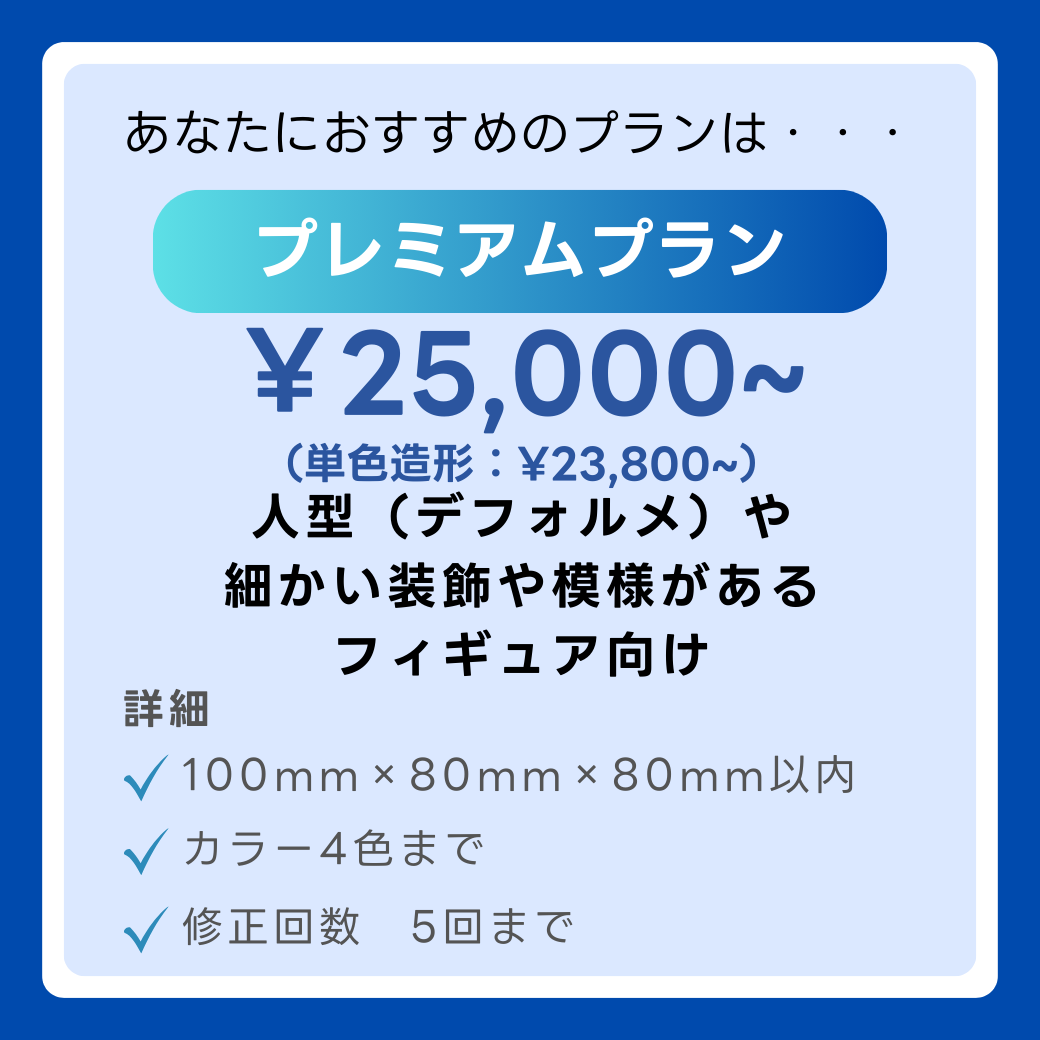 あなたにおすすめのプランは・・・
プレミアムプラン
￥25,000~
（単色造形：¥23,800~）
人型（デフォルメ）や
細かい装飾や模様がある
フィギュア向け
詳細
100mm×80mm×80mm以内
カラー4色まで
修正回数　5回まで